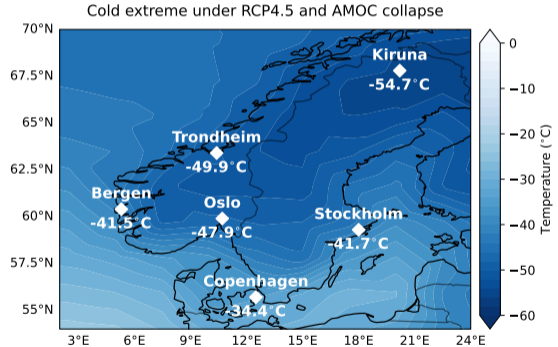 Cold extreme under RCP4.5 and AMOC collapse
70°N
67.5°N
65°N
62.5°N
60°N
57.5°N
55°N
Kiruna
-54.7°C
Trondheim
-49.9°C
Bergen
-41.5°C
Oslo
-47.9°C
Stockholm
-41.7°C
Copenhagen
-34.4°C
3°E 6°E 9°E 12°E 15°E 18°E 21°E 24°E
0
−10
−20
−30
−40
−50
−60
Temperature (°C)